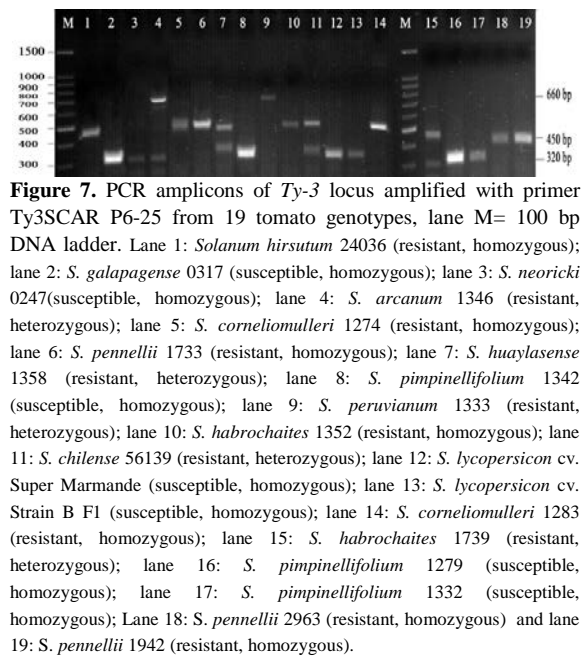 M 1 2 3 4 5 6 7 8 9 10 11 12 13 14 M 15 16 17 18 19
1500
1000
900
800
700
600
500
400
300
660 bp
450 bp
320 bp
Figure 7. PCR amplicons of Ty-3 locus amplified with primer
Ty3SCAR P6-25 from 19 tomato genotypes, lane M= 100 bp
DNA ladder. Lane 1: Solanum hirsutum 24036 (resistant, homozygous);
lane 2: S. galapagense 0317 (susceptible, homozygous); lane 3: S. neoricki
0247(susceptible, homozygous); lane 4: S. arcanum 1346 (resistant,
heterozygous); lane 5: S. corneliomulleri 1274 (resistant, homozygous);
lane 6: S. pennellii 1733 (resistant, homozygous); lane 7: S. huaylasense
1358 (resistant, heterozygous); lane 8: S. pimpinellifolium 1342
(susceptible, homozygous); lane 9: S. peruvianum 1333 (resistant,
heterozygous); lane 10: S. habrochaites 1352 (resistant, homozygous); lane
11: S. chilense 56139 (resistant, heterozygous); lane 12: S. lycopersicon cv.
Super Marmande (susceptible, homozygous); lane 13: S. lycopersicon cv.
Strain B F1 (susceptible, homozygous); lane 14: S. corneliomulleri 1283
(resistant, homozygous); lane 15: S. habrochaites 1739 (resistant,
heterozygous); lane 16: S. pimpinellifolium 1279 (susceptible,
homozygous); lane 17: S. pimpinellifolium 1332 (susceptible,
homozygous); Lane 18: S. pennellii 2963 (resistant, homozygous) and lane
19: S. pennellii 1942 (resistant, homozygous).